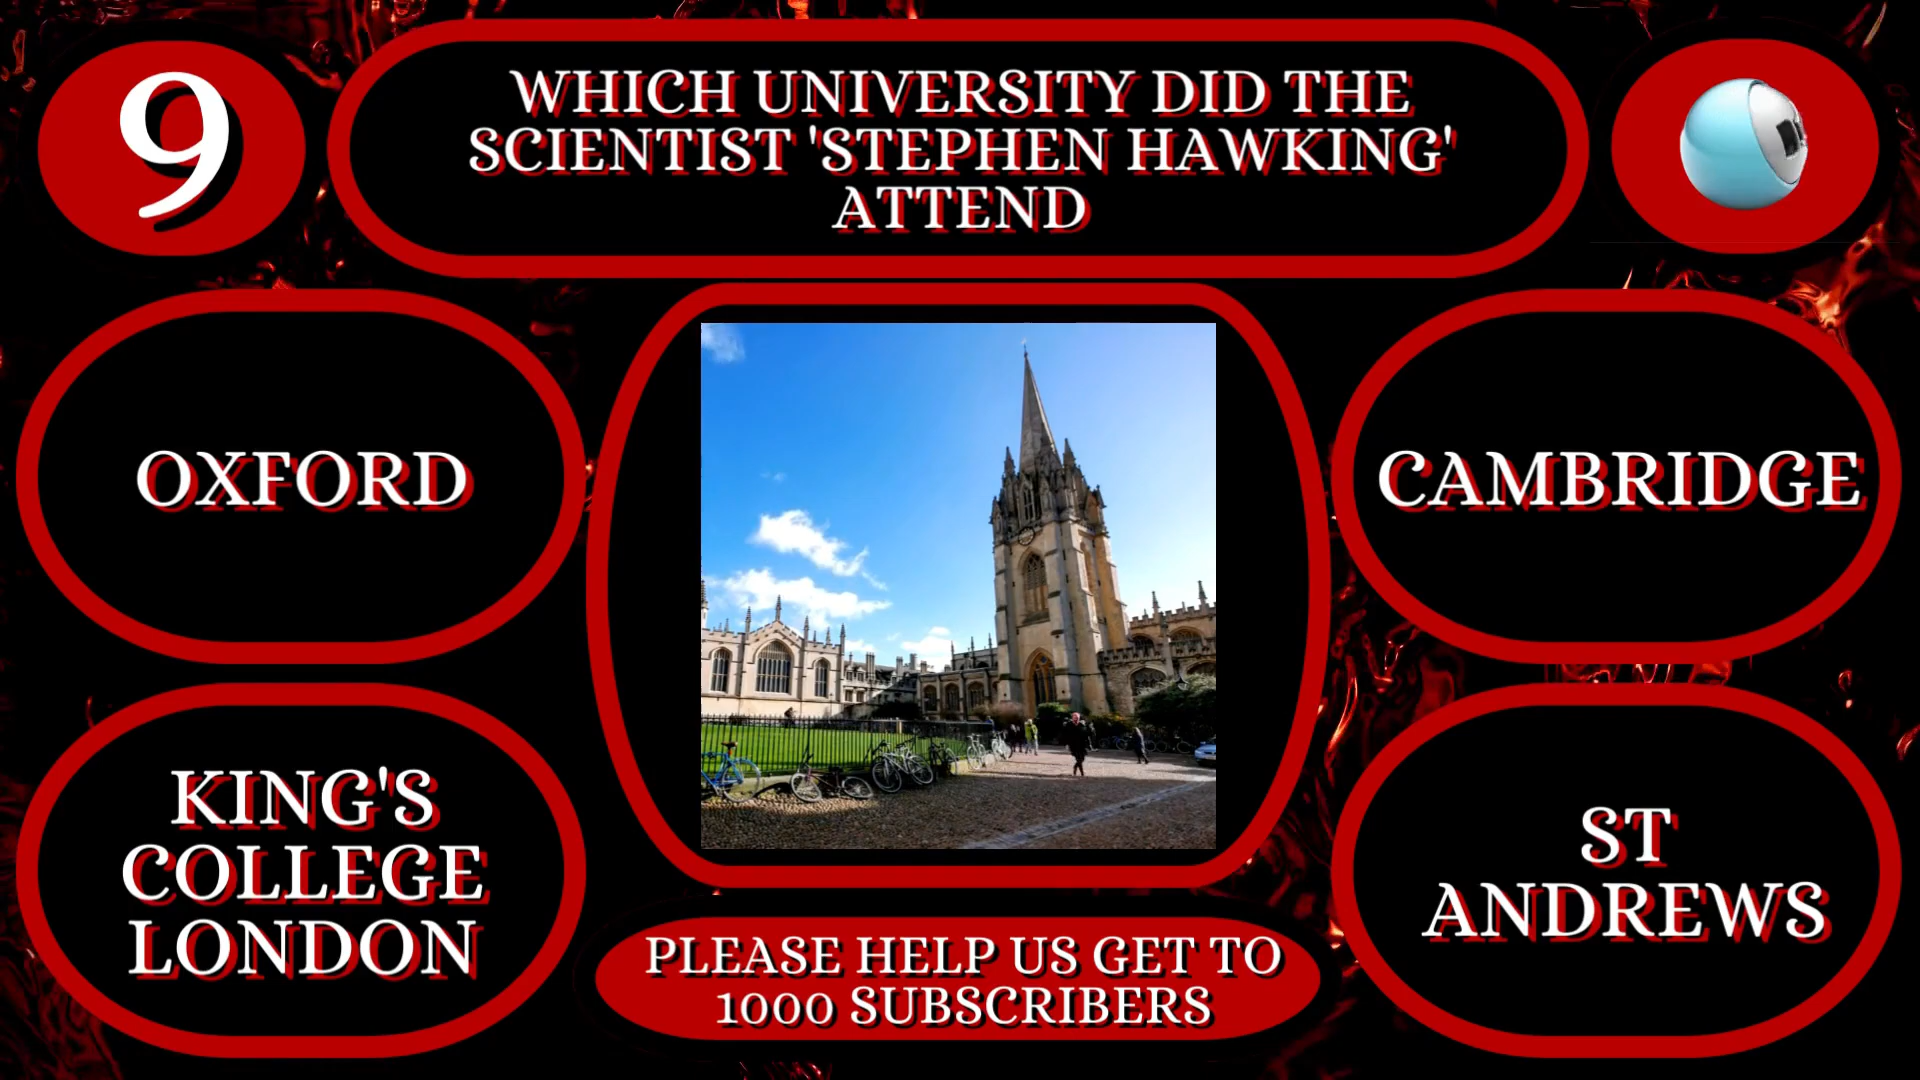 9
WHICH UNIVERSITY DID THE
SCIENTIST 'STEPHEN HAWKING'
ATTEND
OXFORD
CAMBRIDGE
KING'S
COLLEGE
LONDON
ST
ANDREWS
PLEASE HELP US GET TO
1000 SUBSCRIBERS